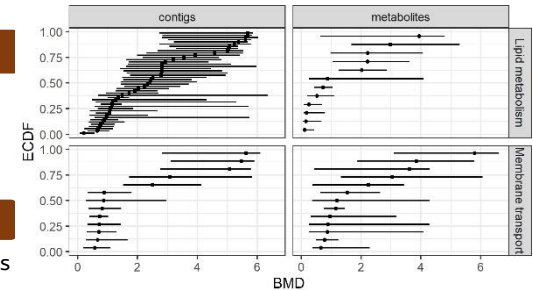 contigs metabolites
1.00
0.75
0.50
0.25
0.00
Lipid metabolism
ECDF
1.00
0.75
0.50
0.25
0.00
Membrane transport
s
0 2 4 6 0 2 4 6
BMD